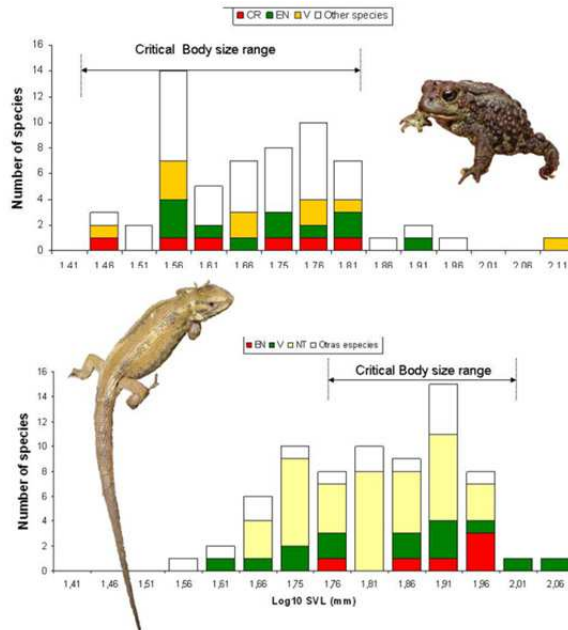 CR EN V Other species
Critical Body size range
Number of species
16
14
12
10
8
6
4
2
0
1,41 1,46 1,51 1,56 1,61 1,66 1,75 1,76 1,81 1,86 1,91 1,96 2,01 2,06 2,11
EN V NT Otras especies
Critical Body size range
Number of species
16
14
12
10
8
6
4
2
0
1,41 1,46 1,51 1,56 1,61 1,66 1,75 1,76 1,81 1,86 1,91 1,96 2,01 2,06
Log10 SVL (mm)